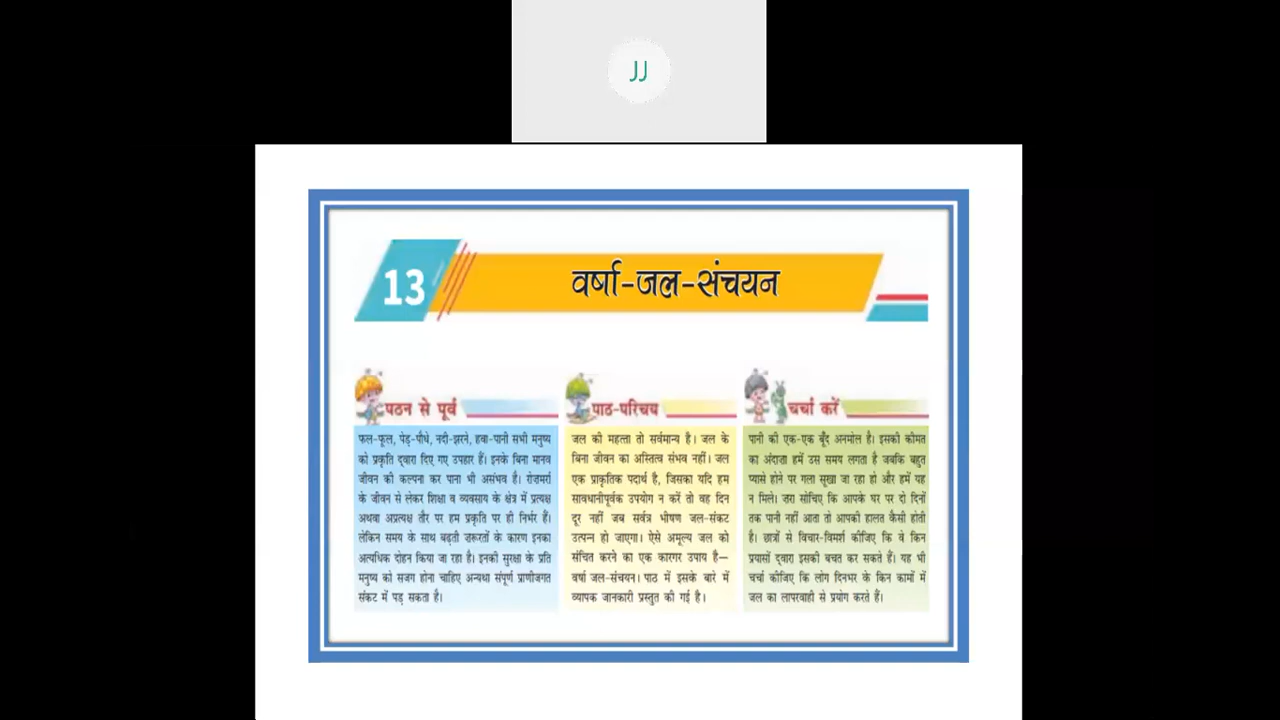 JJ
13
वर्षा-जल-संचयन
पठन से पूर्व
फल-फूल, पेड़-पौधे, नदी-झरने, हवा-पानी सभी मनुष्य
को प्रकृति द्वारा दिए गए उपहार हैं। इनके बिना मानव
जीवन की कल्पना कर पाना भी असंभव है। रोज़मर्रा
के जीवन से लेकर शिक्षा व व्यवसाय के क्षेत्र में प्रत्यक्ष
अथवा अप्रत्यक्ष तौर पर हम प्रकृति पर ही निर्भर हैं।
लेकिन समय के साथ बढ़ती ज़रूरतों के कारण इनका
अत्यधिक दोहन किया जा रहा है। इनकी सुरक्षा के प्रति
मनुष्य को सजग होना चाहिए अन्यथा संपूर्ण प्राणीजगत
संकट में पड़ सकता है।
पाठ-परिचय
जल की महत्ता तो सर्वमान्य है। जल के
बिना जीवन का अस्तित्व संभव नहीं। जल
एक प्राकृतिक पदार्थ है, जिसका यदि हम
सावधानीपूर्वक उपयोग न करें तो वह दिन
दूर नहीं जब सर्वत्र भीषण जल-संकट
उत्पन्न हो जाएगा। ऐसे अमूल्य जल को
संचित करने का एक कारगर उपाय है—
वर्षा जल-संचयन। पाठ में इसके बारे में
व्यापक जानकारी प्रस्तुत की गई है।
चर्चा करें
पानी की एक-एक बूँद अनमोल है। इसकी कीमत
का अंदाज़ा हमें उस समय लगता है जबकि बहुत
प्यासे होने पर गला सूखा जा रहा हो और हमें यह
न मिले। ज़रा सोचिए कि आपके घर पर दो दिनों
तक पानी नहीं आता तो आपकी हालत कैसी होती
है। छात्रों से विचार-विमर्श कीजिए कि वे किन
प्रयासों द्वारा इसकी बचत कर सकते हैं। यह भी
चर्चा कीजिए कि लोग दिनभर के किन कामों में
जल का लापरवाही से प्रयोग करते हैं।